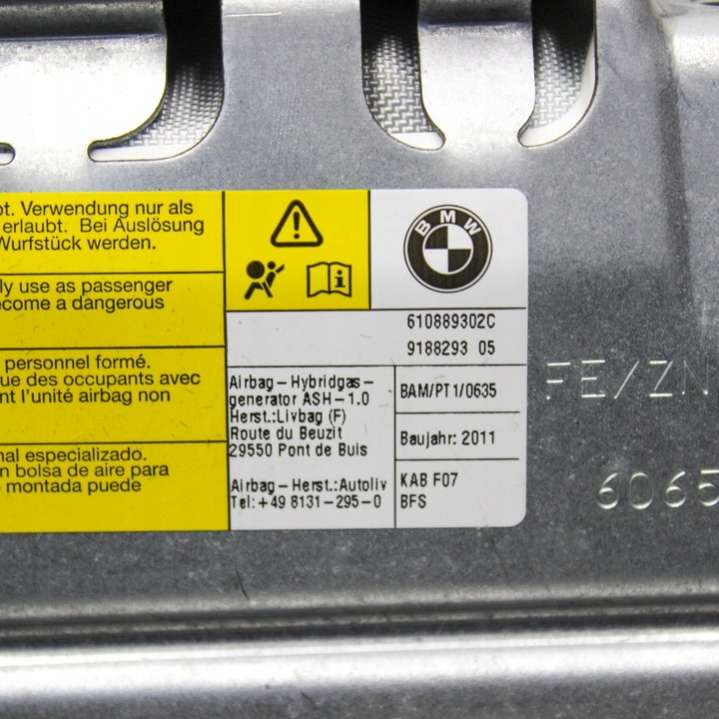 ot. Verwendung nur als
erlaubt. Bei Auslösung
Wurfstück werden.
ly use as passenger
ecome a dangerous
personnel formé.
que des occupants avec
nt l'unité airbag non
nal especializado.
n bolsa de aire para
montada puede
BMW
610889302C
9188293 05
Airbag-Hybridgas-
generator ASH-1.0
Herst.:Livbag (F)
Route du Beuzit
29550 Pont de Buis
Airbag-Herst.:Autoliv
Tel:+49 8131-295-0
BAM/PT1/0635
Baujahr: 2011
KAB F07
BFS
FE/ZN
6065